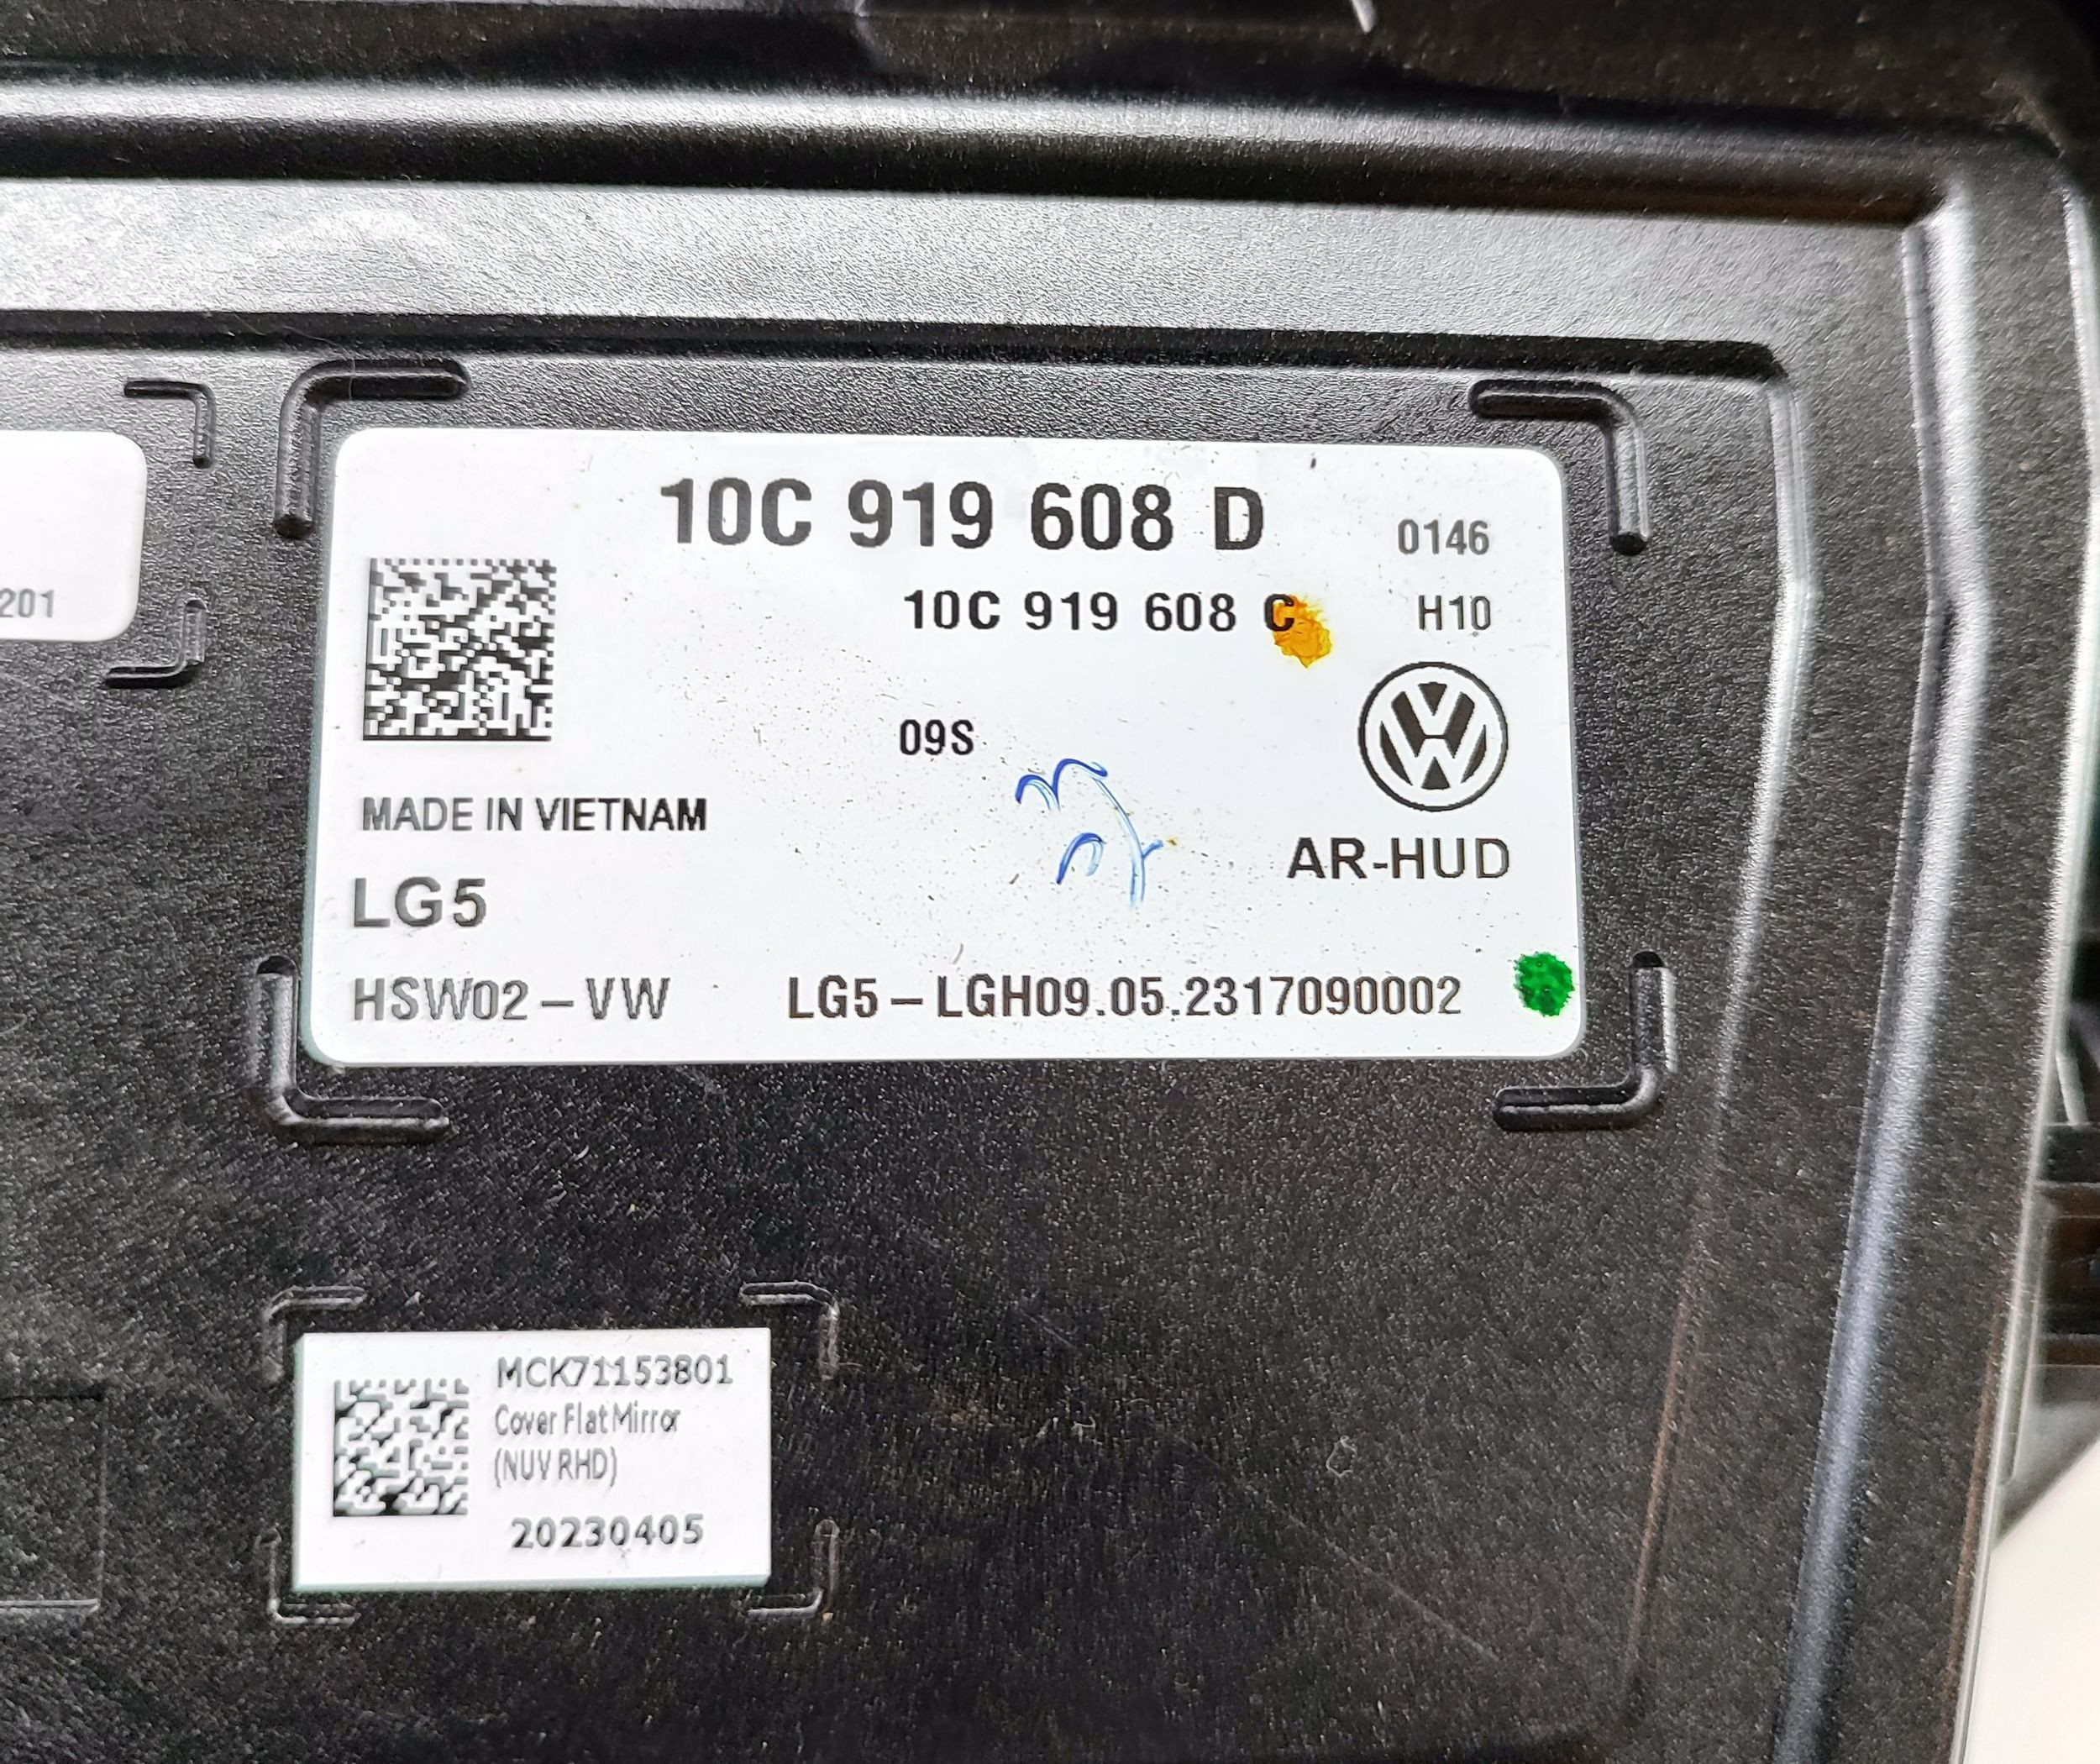 201
10C 919 608 D 0146
10C 919 608 C H10
09S
MADE IN VIETNAM
AR-HUD
LG5
HSW02-VW LG5-LGH09.05.2317090002
MCK71153801
Cover Flat Mirror
(NUV RHD)
20230405